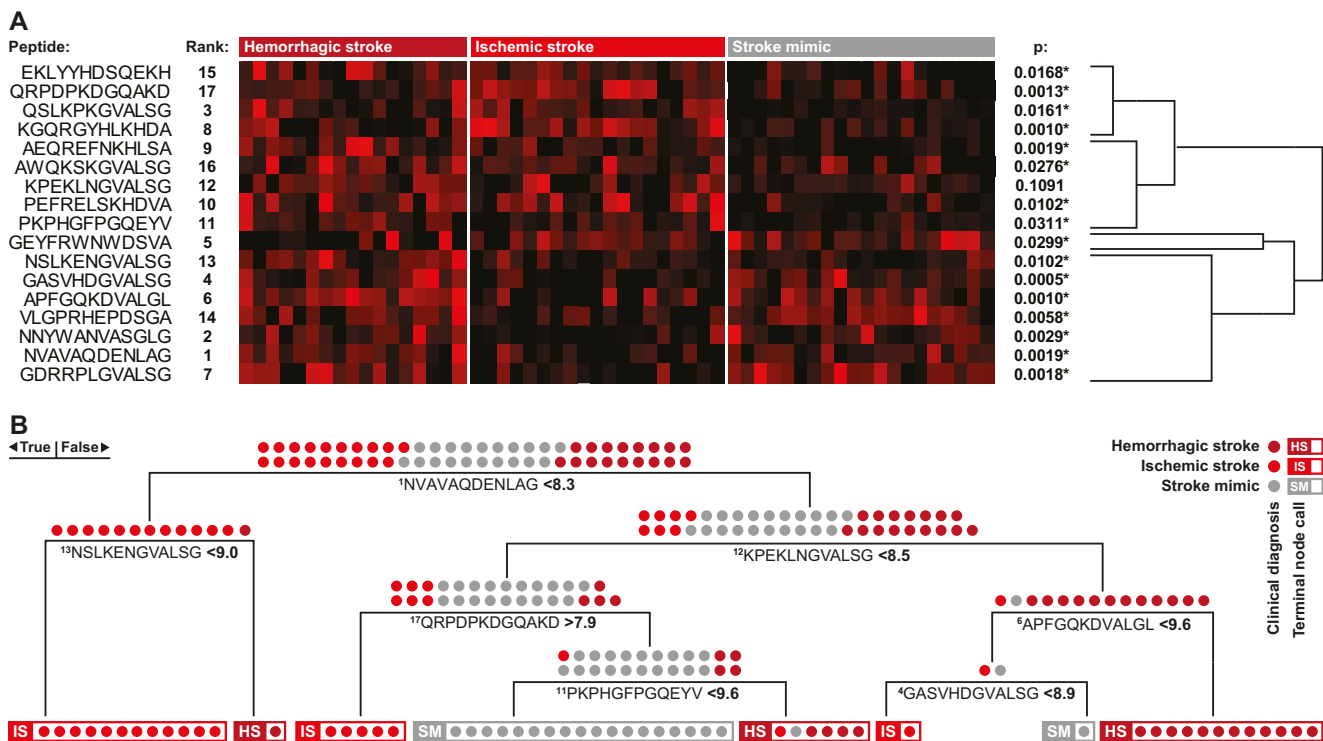 A
Peptide: Rank: Hemorrhagic stroke Ischemic stroke Stroke mimic p:
EKLYYHDSQEKH 15 0.0168*
QRPDPKDGQAKD 17 0.0013*
QSLKPKGVALSG 3 0.0161*
KGQRGYHLKHDA 8 0.0010*
AEQREFNKHLSA 9 0.0019*
AWQKSKGVALSG 16 0.0276*
KPEKLNGVALSG 12 0.1091
PEFRELSKHDVA 10 0.0102*
PKPHGFPGQEYV 11 0.0311*
GEYFRWNWDSVA 5 0.0299*
NSLKENGVALSG 13 0.0102*
GASVHDGVALSG 4 0.0005*
APFGQKDVALGL 6 0.0010*
VLGPRHEPDSGA 14 0.0058*
NNYWANVASGLG 2 0.0029*
NVAVAQDENLAG 1 0.0019*
GDRRPLGVALSG 7 0.0018*
B
◄True | False►
Hemorrhagic stroke HS
Ischemic stroke IS
Stroke mimic SM
Clinical diagnosis
Terminal node call
¹NVAVAQDENLAG <8.3
¹³NSLKENGVALSG <9.0
¹²KPEKLNGVALSG <8.5
¹⁷QRPDPKDGQAKD >7.9
⁶APFGQKDVALGL <9.6
¹¹PKPHGFPGQEYV <9.6
⁴GASVHDGVALSG <8.9
IS HS IS SM HS IS SM HS